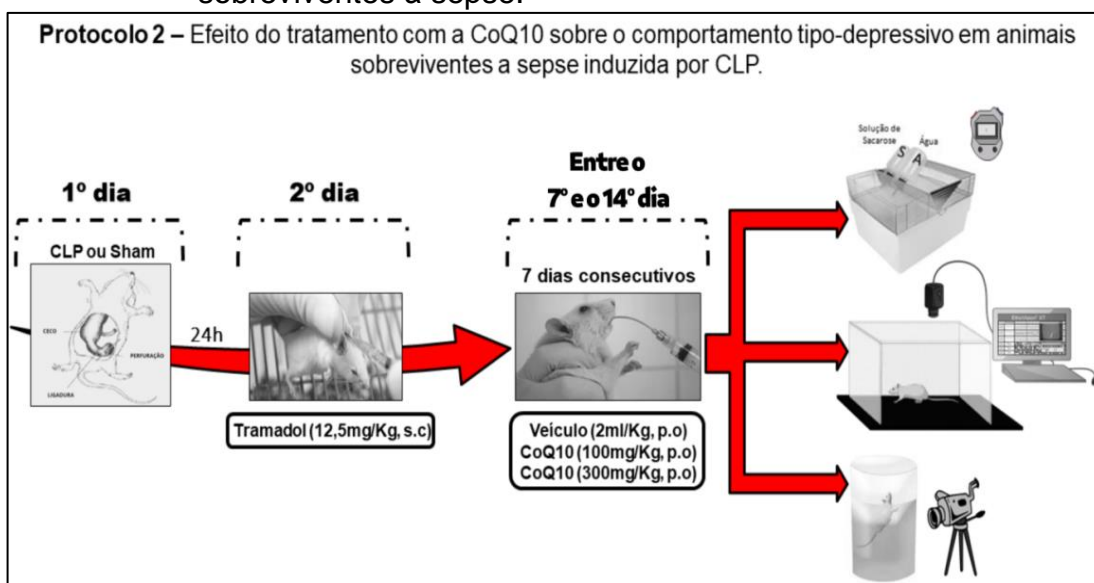 sobreviventes a sepse.
Protocolo 2 – Efeito do tratamento com a CoQ10 sobre o comportamento tipo-depressivo em animais
sobreviventes a sepse induzida por CLP.
1º dia
2º dia
Entre o
7º e o 14º dia
CLP ou Sham
CECO
PERFURAÇÃO
LIGADURA
24h
Tramadol (12,5mg/Kg, s.c)
7 dias consecutivos
Veículo (2ml/Kg, p.o)
CoQ10 (100mg/Kg, p.o)
CoQ10 (300mg/Kg, p.o)
Solução de
Sacarose
Água
S A